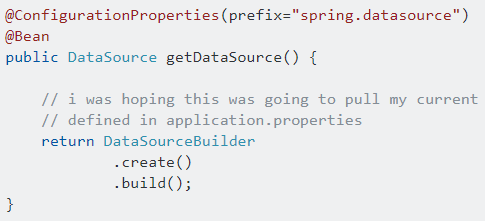 @ConfigurationProperties(prefix="spring.datasource")
@Bean
public DataSource getDataSource() {
// i was hoping this was going to pull my current
// defined in application.properties
return DataSourceBuilder
.create()
.build();
}